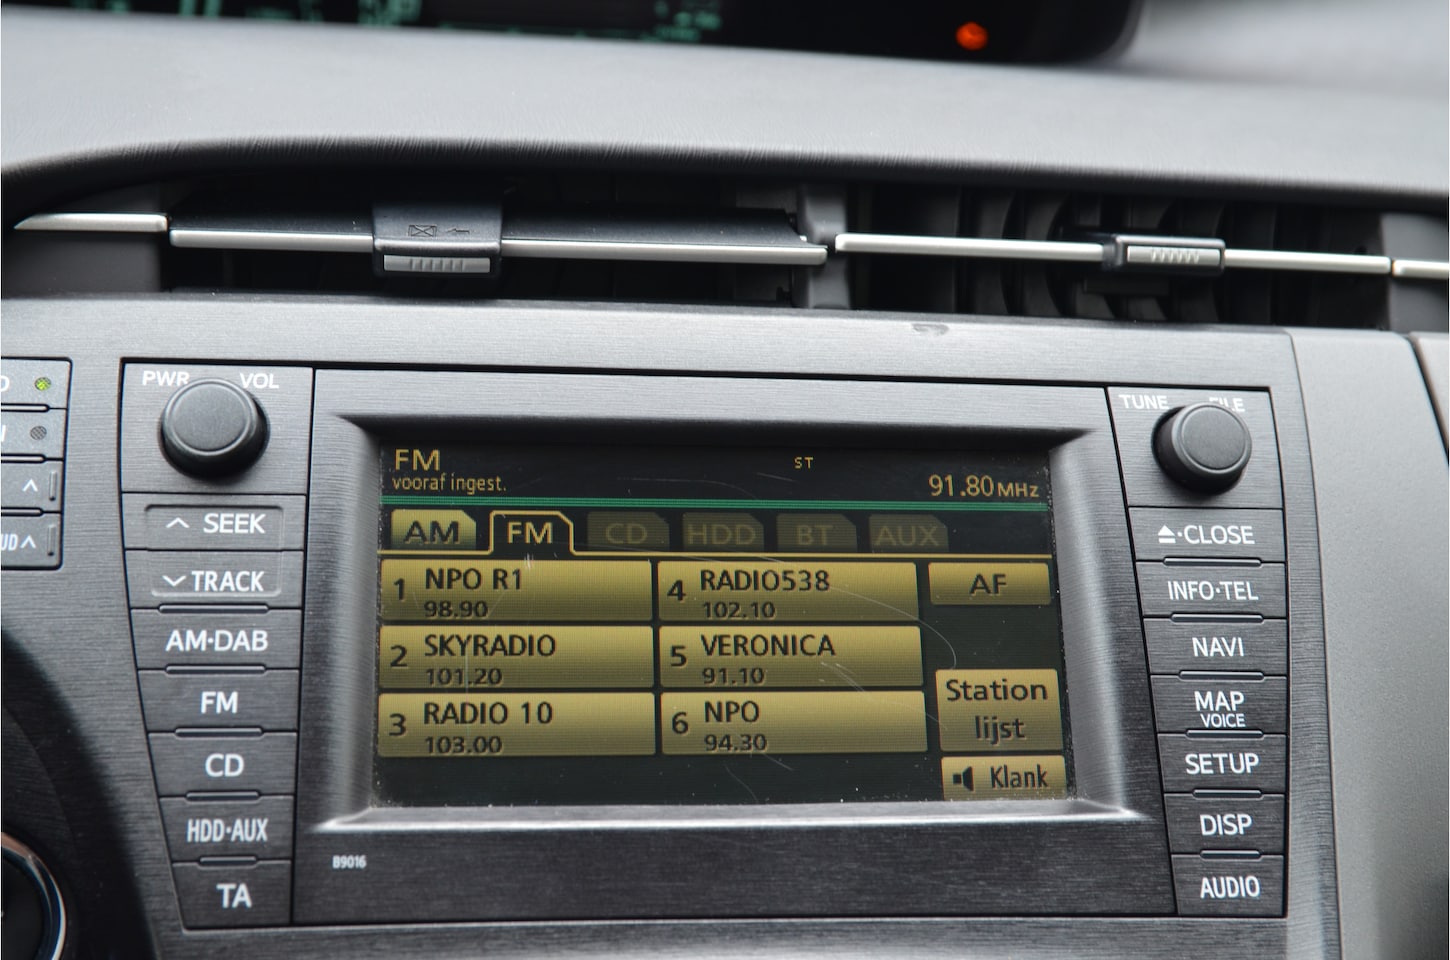 PWR VOL
TUNE FILE
FM
vooraf ingest.
ST
91.80MHz
AM FM CD HDD BT AUX
1 NPO R1
98.90
4 RADIO538
102.10
AF
2 SKYRADIO
101.20
5 VERONICA
91.10
3 RADIO 10
103.00
6 NPO
94.30
Station
lijst
Klank
SEEK
TRACK
AM·DAB
FM
CD
HDD·AUX
TA
B9016
CLOSE
INFO·TEL
NAVI
MAP
VOICE
SETUP
DISP
AUDIO